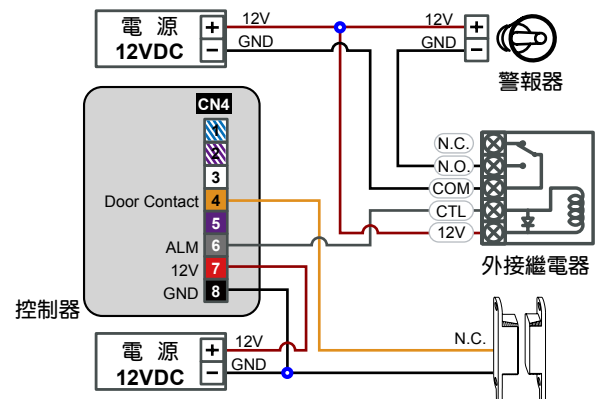 電 源
12VDC
+
−
12V
GND
12V
GND
+
−
警報器
CN4
1
2
3
Door Contact 4
5
ALM 6
12V 7
GND 8
控制器
N.C.
N.O.
COM
CTL
12V
外接繼電器
電 源
12VDC
+
−
12V
GND
N.C.